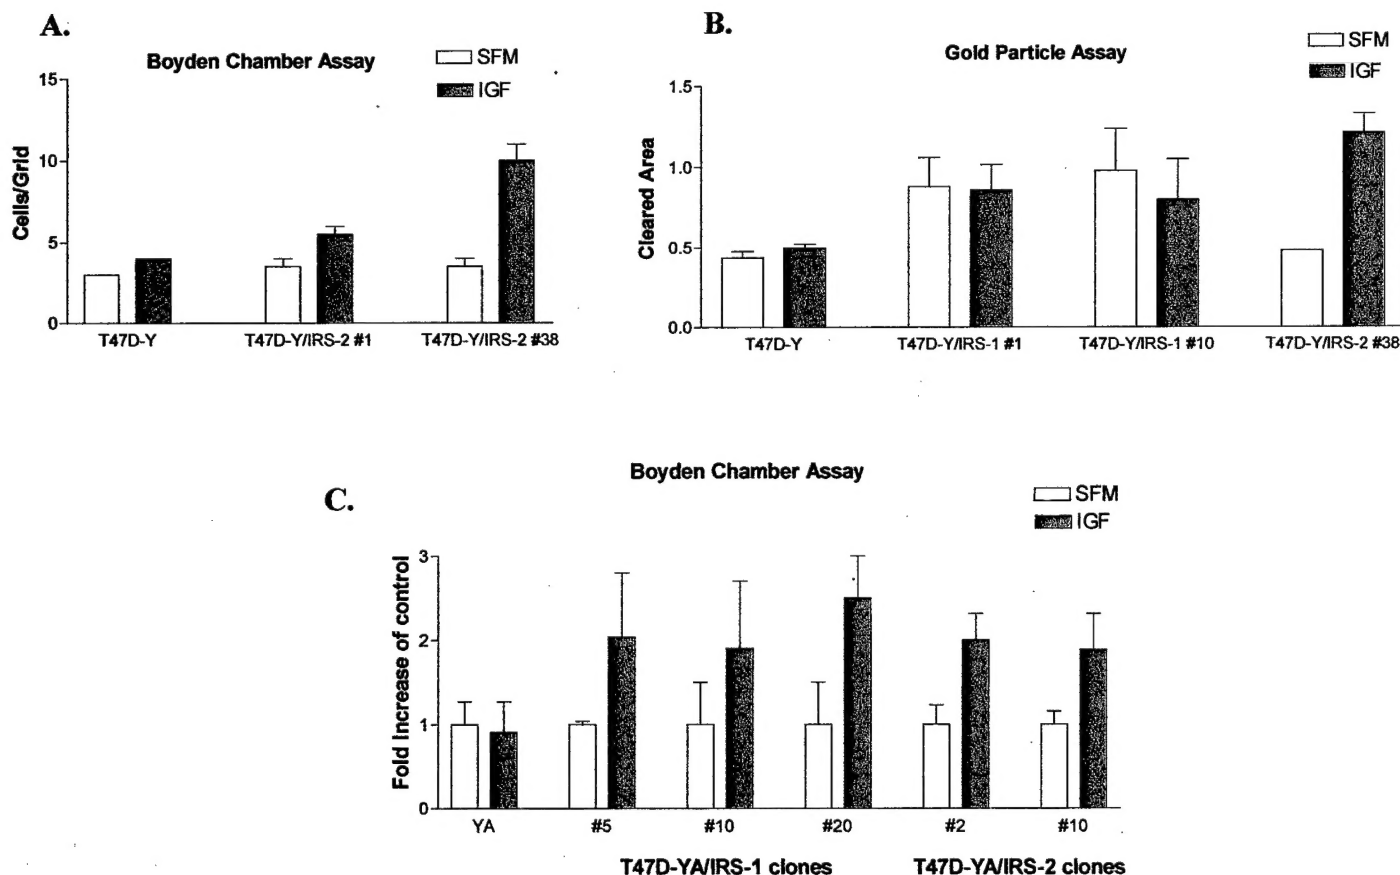 A.
Boyden Chamber Assay
SFM
IGF
15
10
5
0
Cells/Grid
T47D-Y
T47D-Y/IRS-2 #1
T47D-Y/IRS-2 #38
B.
Gold Particle Assay
SFM
IGF
1.5
1.0
0.5
0.0
Cleared Area
T47D-Y
T47D-Y/IRS-1 #1
T47D-Y/IRS-1 #10
T47D-Y/IRS-2 #38
C.
Boyden Chamber Assay
SFM
IGF
3
2
1
0
Fold Increase of control
YA
#5
#10
#20
#2
#10
T47D-YA/IRS-1 clones
T47D-YA/IRS-2 clones